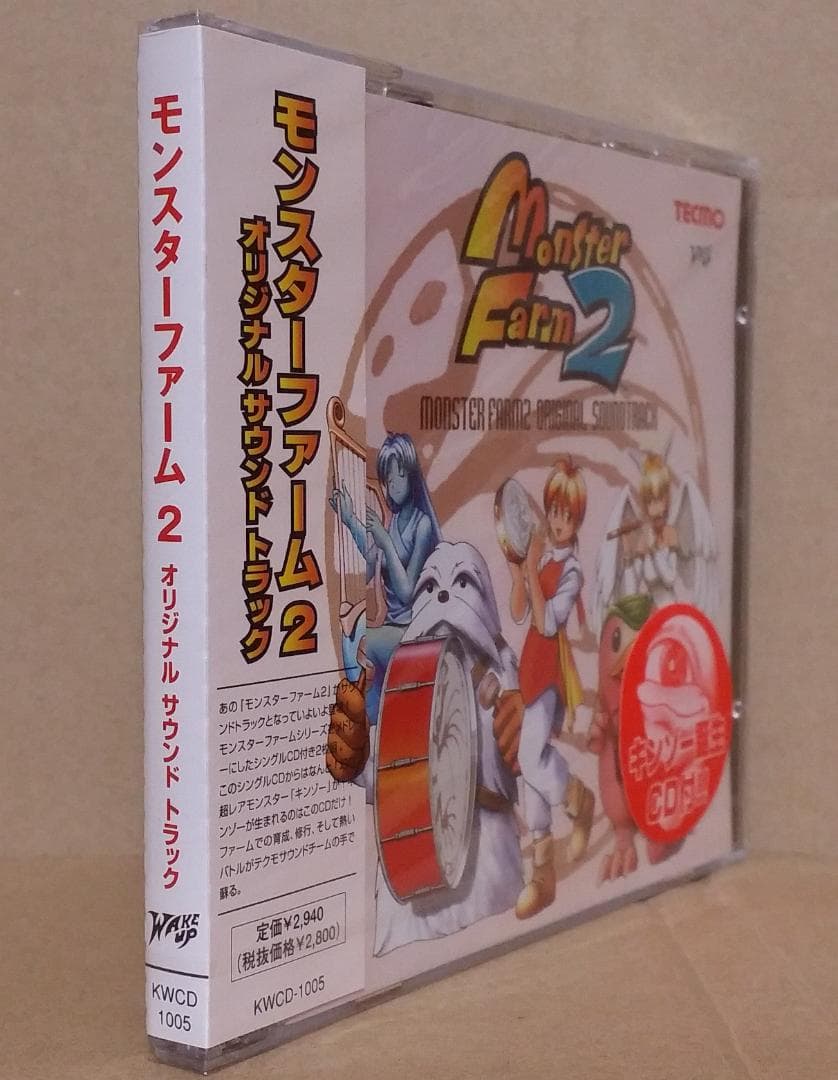 モンスターファーム 2 オリジナル サウンド トラック
WAKE UP
KWCD
1005
モンスターファーム2
オリジナルサウンドトラック
あの「モンスターファーム2」がサウ
ンドトラックとなっていよいよ登場!
モンスターファームシリーズをメドレ
ーにしたシングルCD付き2枚組。
このシングルCDからはなんと
超レアモンスター「キンゾー」が
ンゾーが生まれるのはこのCDだけ!
ファームでの育成、修行、そして熱い
バトルがテクモサウンドチームの手で
蘇る。
定価¥2,940
(税抜価格¥2,800)
KWCD-1005
TECMO
Monster
Farm 2
MONSTER FARM2 ORIGINAL SOUNDTRACK
キンゾー誕生
CD付